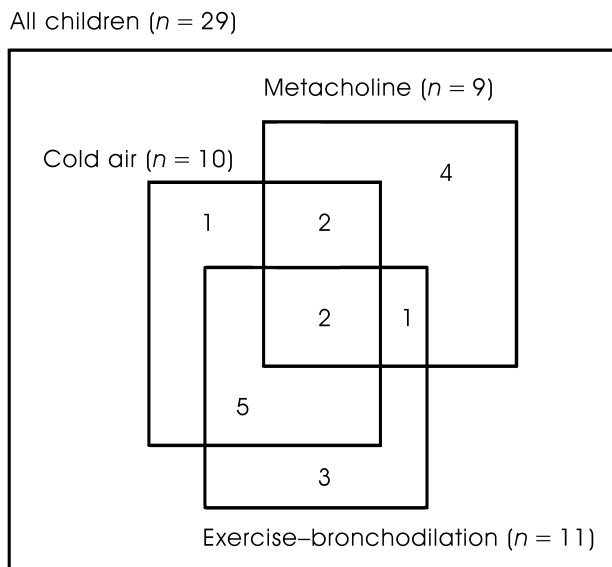 All children (n = 29)
Metacholine (n = 9)
Cold air (n = 10)
4
1
2
2
1
5
3
Exercise–bronchodilation (n = 11)